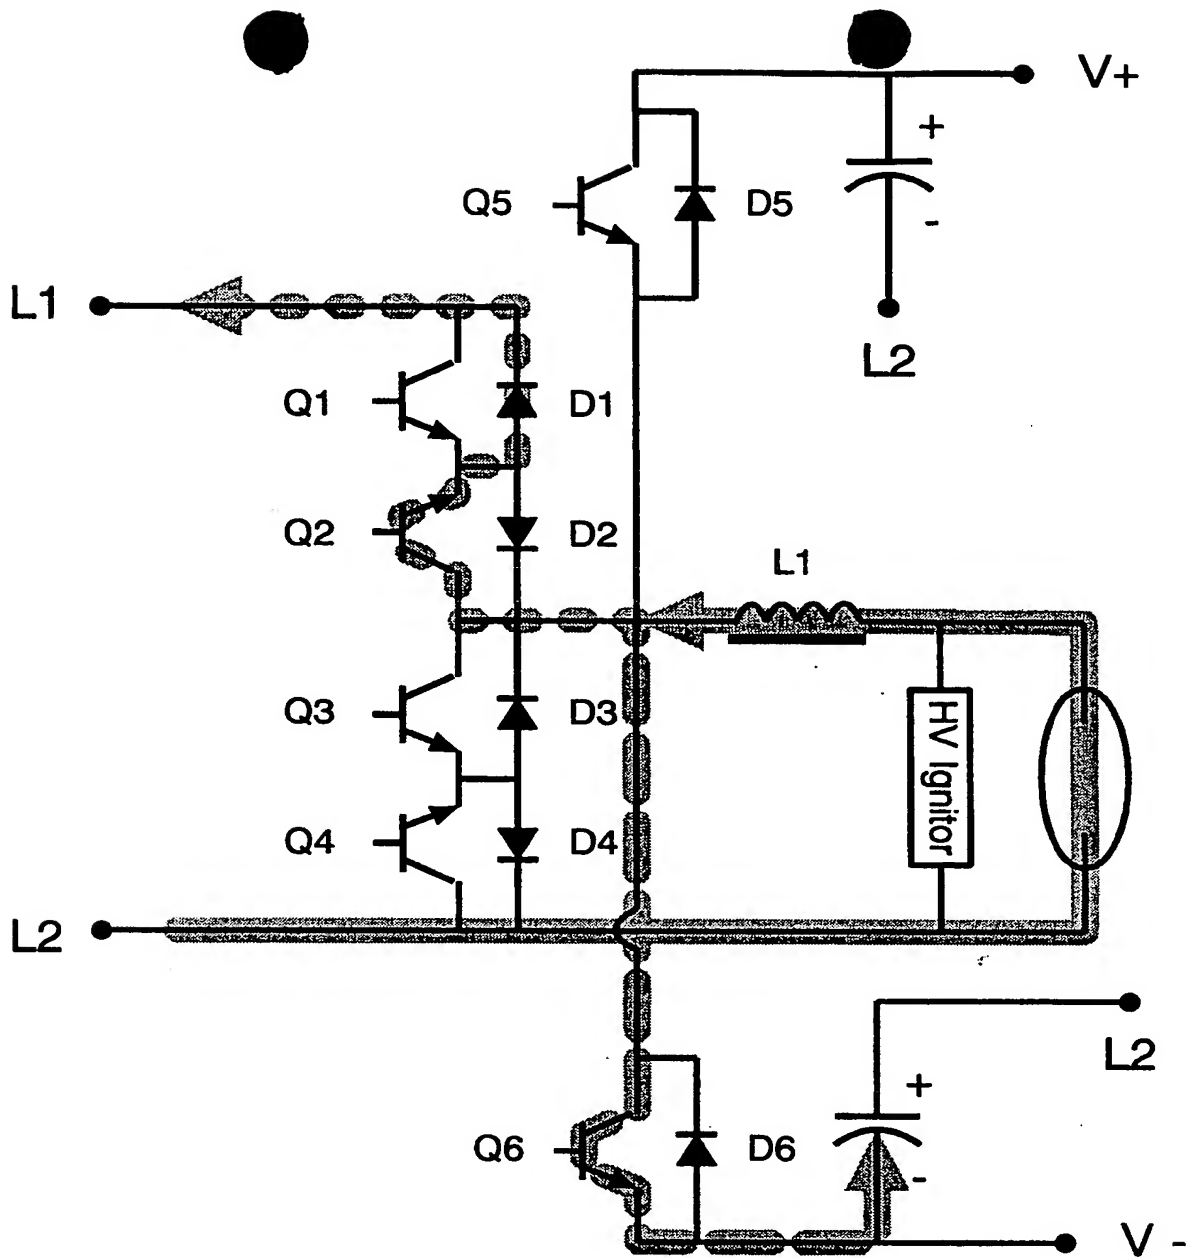 V+
+
Q5
D5
-
L1
L2
Q1
D1
Q2
D2
L1
Q3
D3
HV Ignitor
Q4
D4
L2
L2
+
Q6
D6
-
V -